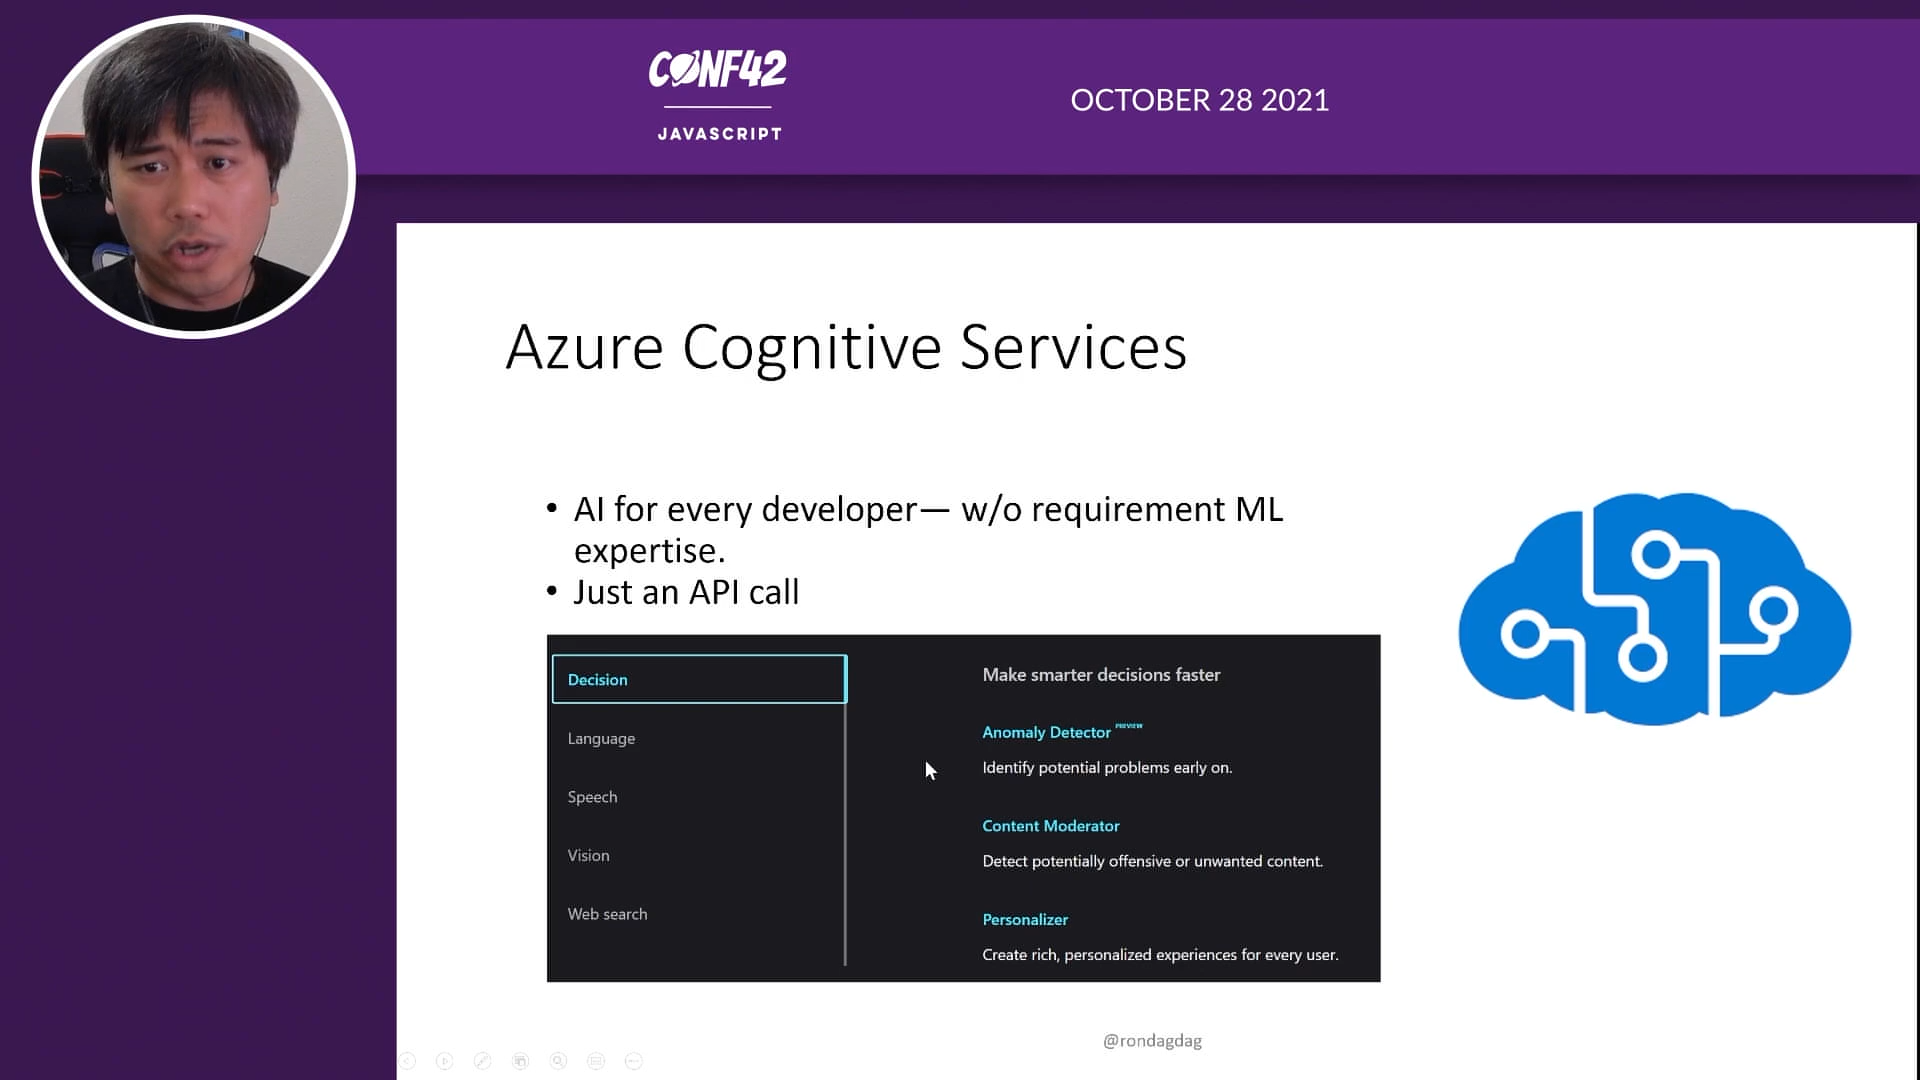 CONF42
JAVASCRIPT
OCTOBER 28 2021
Azure Cognitive Services
• AI for every developer— w/o requirement ML
expertise.
• Just an API call
Decision
Language
Speech
Vision
Web search
Make smarter decisions faster
Anomaly Detector PREVIEW
Identify potential problems early on.
Content Moderator
Detect potentially offensive or unwanted content.
Personalizer
Create rich, personalized experiences for every user.
@rondagdag